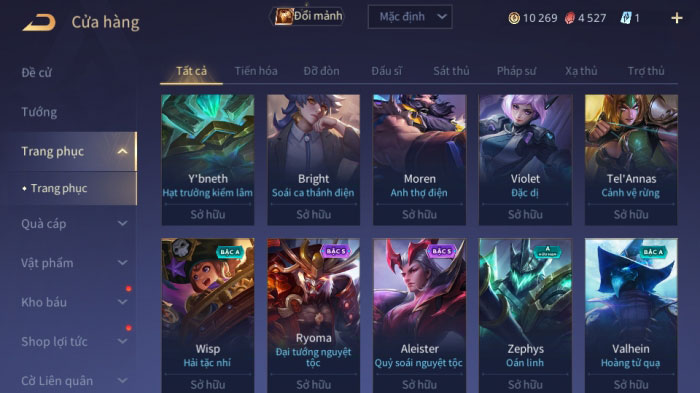 Cửa hàng
Đổi mảnh
Mặc định
10 269
4 527
1
Đề cử
Tướng
Trang phục
Trang phục
Quà cáp
Vật phẩm
Kho báu
Shop lợi tức
Cờ Liên quân
Tất cả
Tiến hóa
Đỡ đòn
Đấu sĩ
Sát thủ
Pháp sư
Xạ thủ
Trợ thủ
Y'bneth
Hạt trưởng kiểm lâm
Sở hữu
Bright
Soái ca thánh điện
Sở hữu
Moren
Anh thợ điện
Sở hữu
Violet
Đặc dị
Sở hữu
Tel'Annas
Cảnh vệ rừng
Sở hữu
BẬC A
Wisp
Hải tặc nhí
Sở hữu
BẬC S
Ryoma
Đại tướng nguyệt
tộc
Sở hữu
BẬC S
Aleister
Quỷ soái nguyệt tộc
Sở hữu
A
Zephys
Oán linh
Sở hữu
BẬC A
Valhein
Hoàng tử quạ
Sở hữu